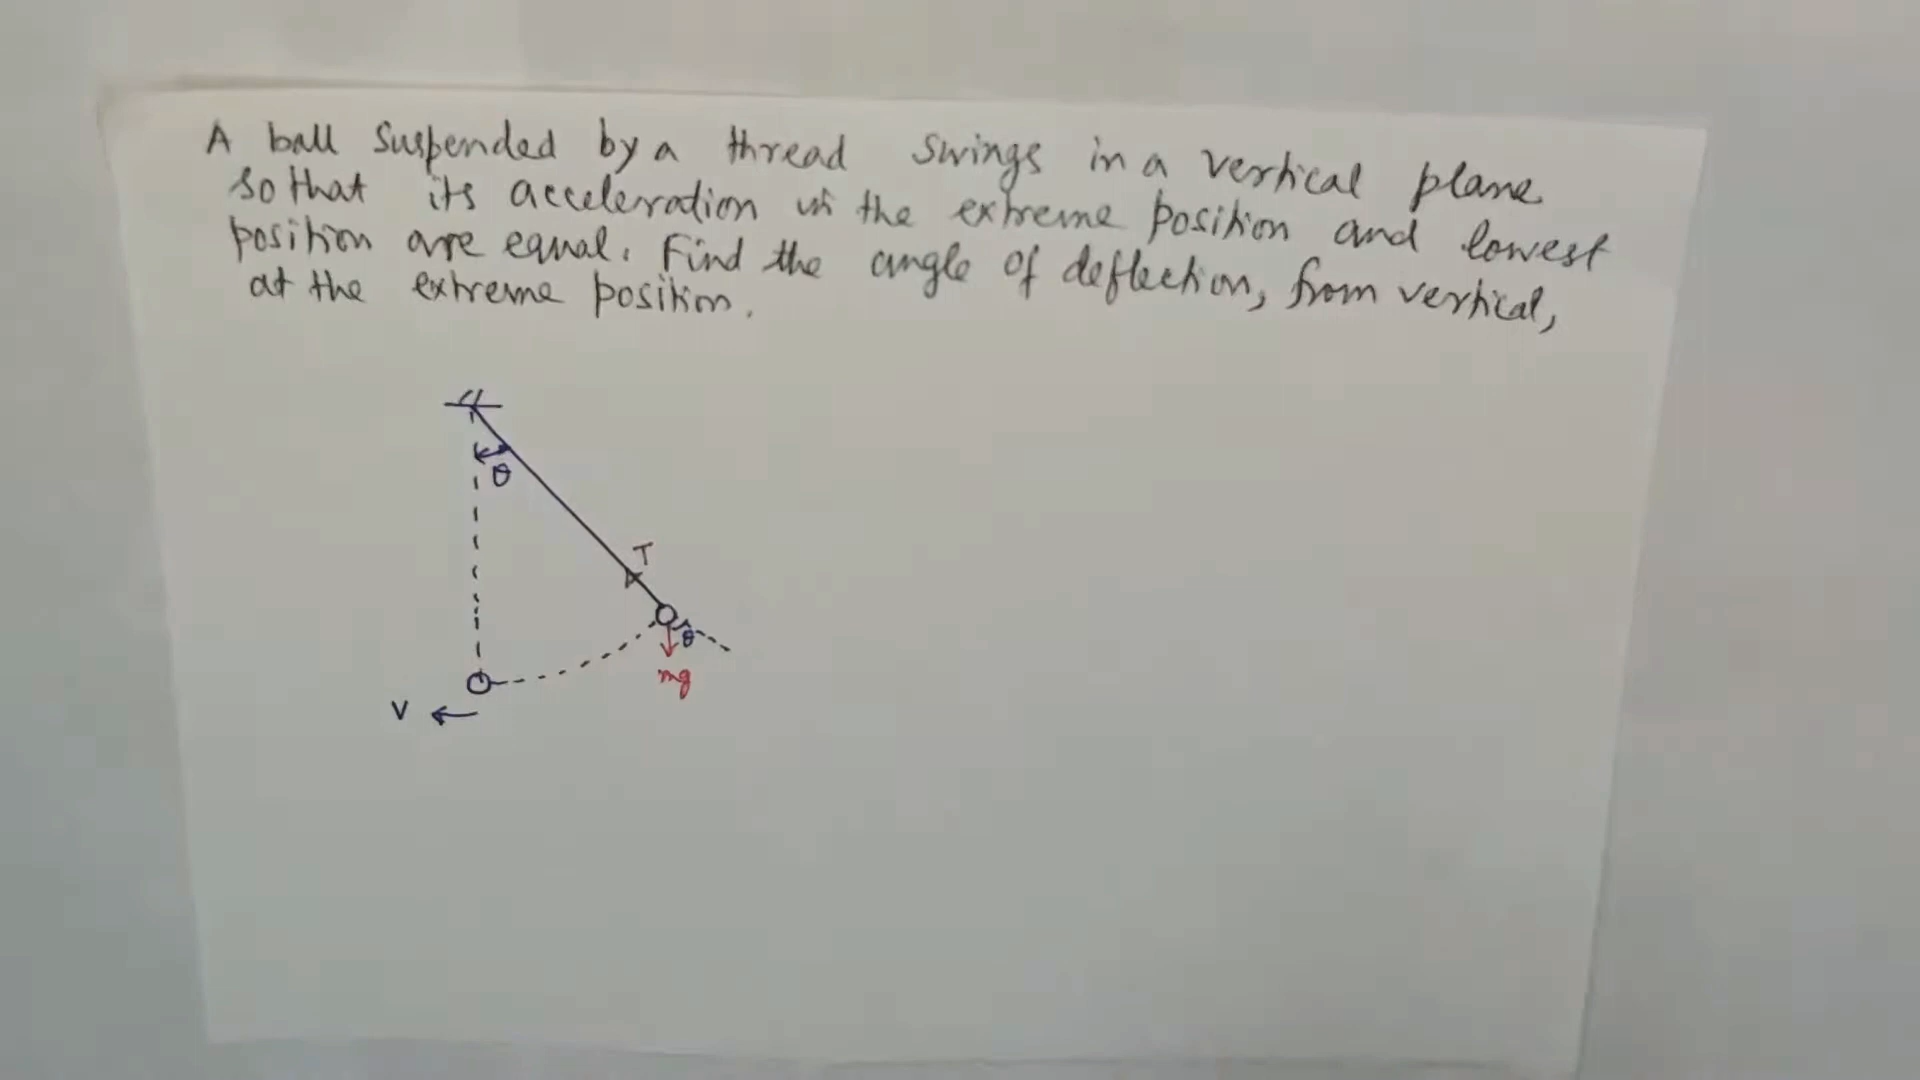 A ball suspended by a thread swings in a vertical plane
so that its acceleration in the extreme position and lowest
position are equal. Find the angle of deflection, from vertical,
at the extreme position.
θ
T
θ
mg
V